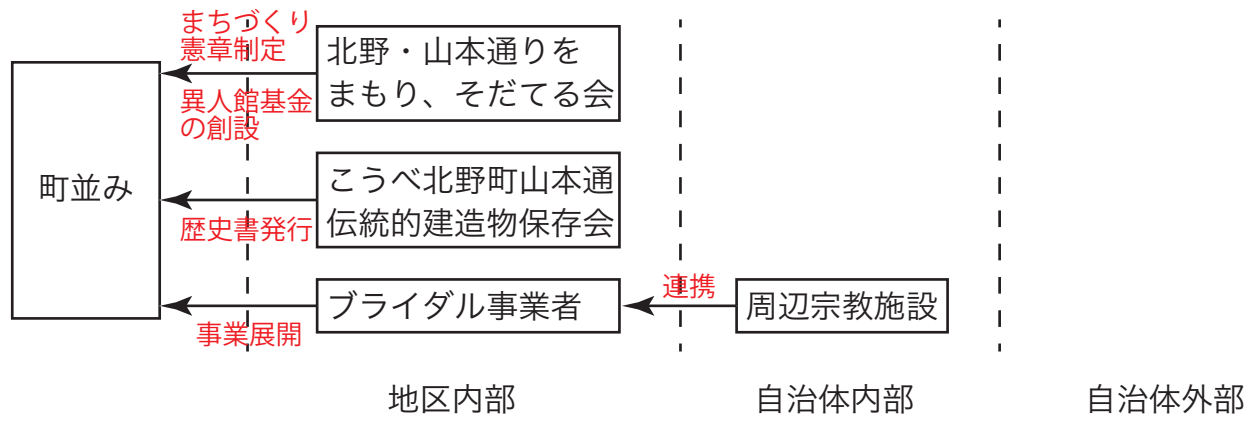 まちづくり
憲章制定
北野・山本通りを
まもり、そだてる会
異人館基金
の創設
町並み
こうべ北野町山本通
伝統的建造物保存会
歴史書発行
連携
ブライダル事業者
周辺宗教施設
事業展開
地区内部
自治体内部
自治体外部